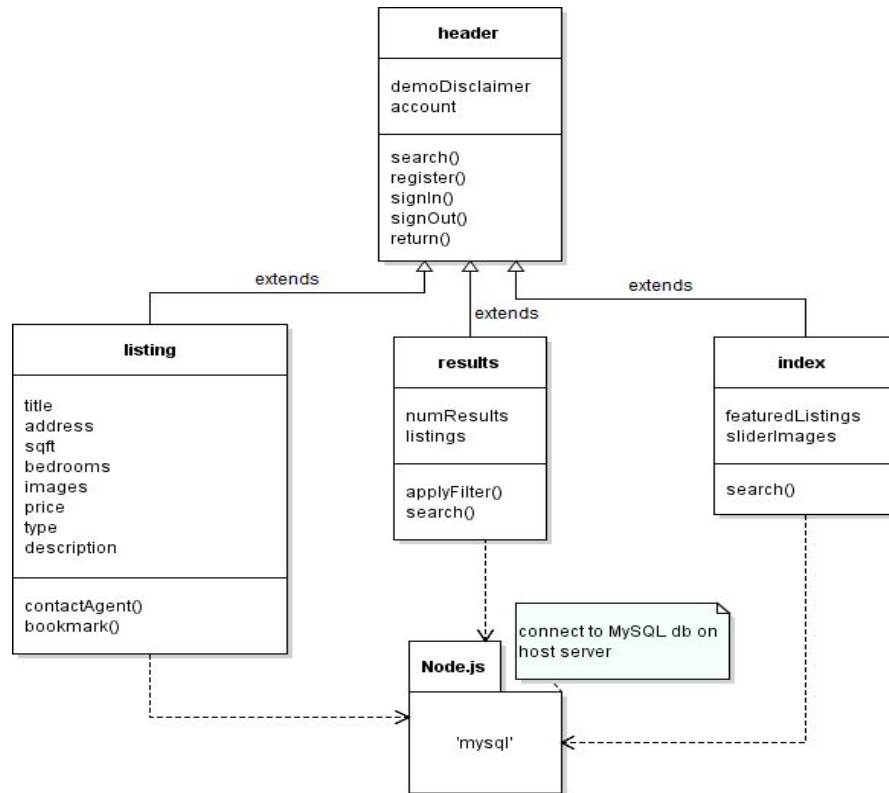 header
demoDisclaimer
account
search()
register()
signIn()
signOut()
return()
extends
extends
extends
listing
title
address
sqft
bedrooms
images
price
type
description
contactAgent()
bookmark()
results
numResults
listings
applyFilter()
search()
index
featuredListings
sliderImages
search()
connect to MySQL db on
host server
Node.js
'mysql'